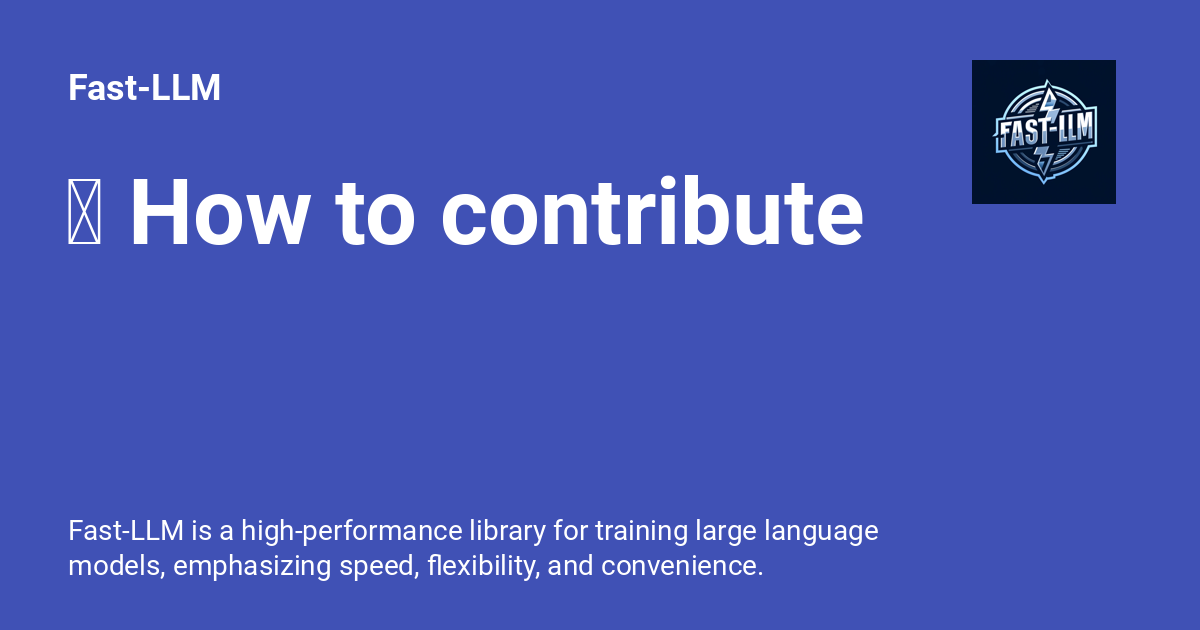 Fast-LLM
FAST-LLM
How to contribute
Fast-LLM is a high-performance library for training large language
models, emphasizing speed, flexibility, and convenience.